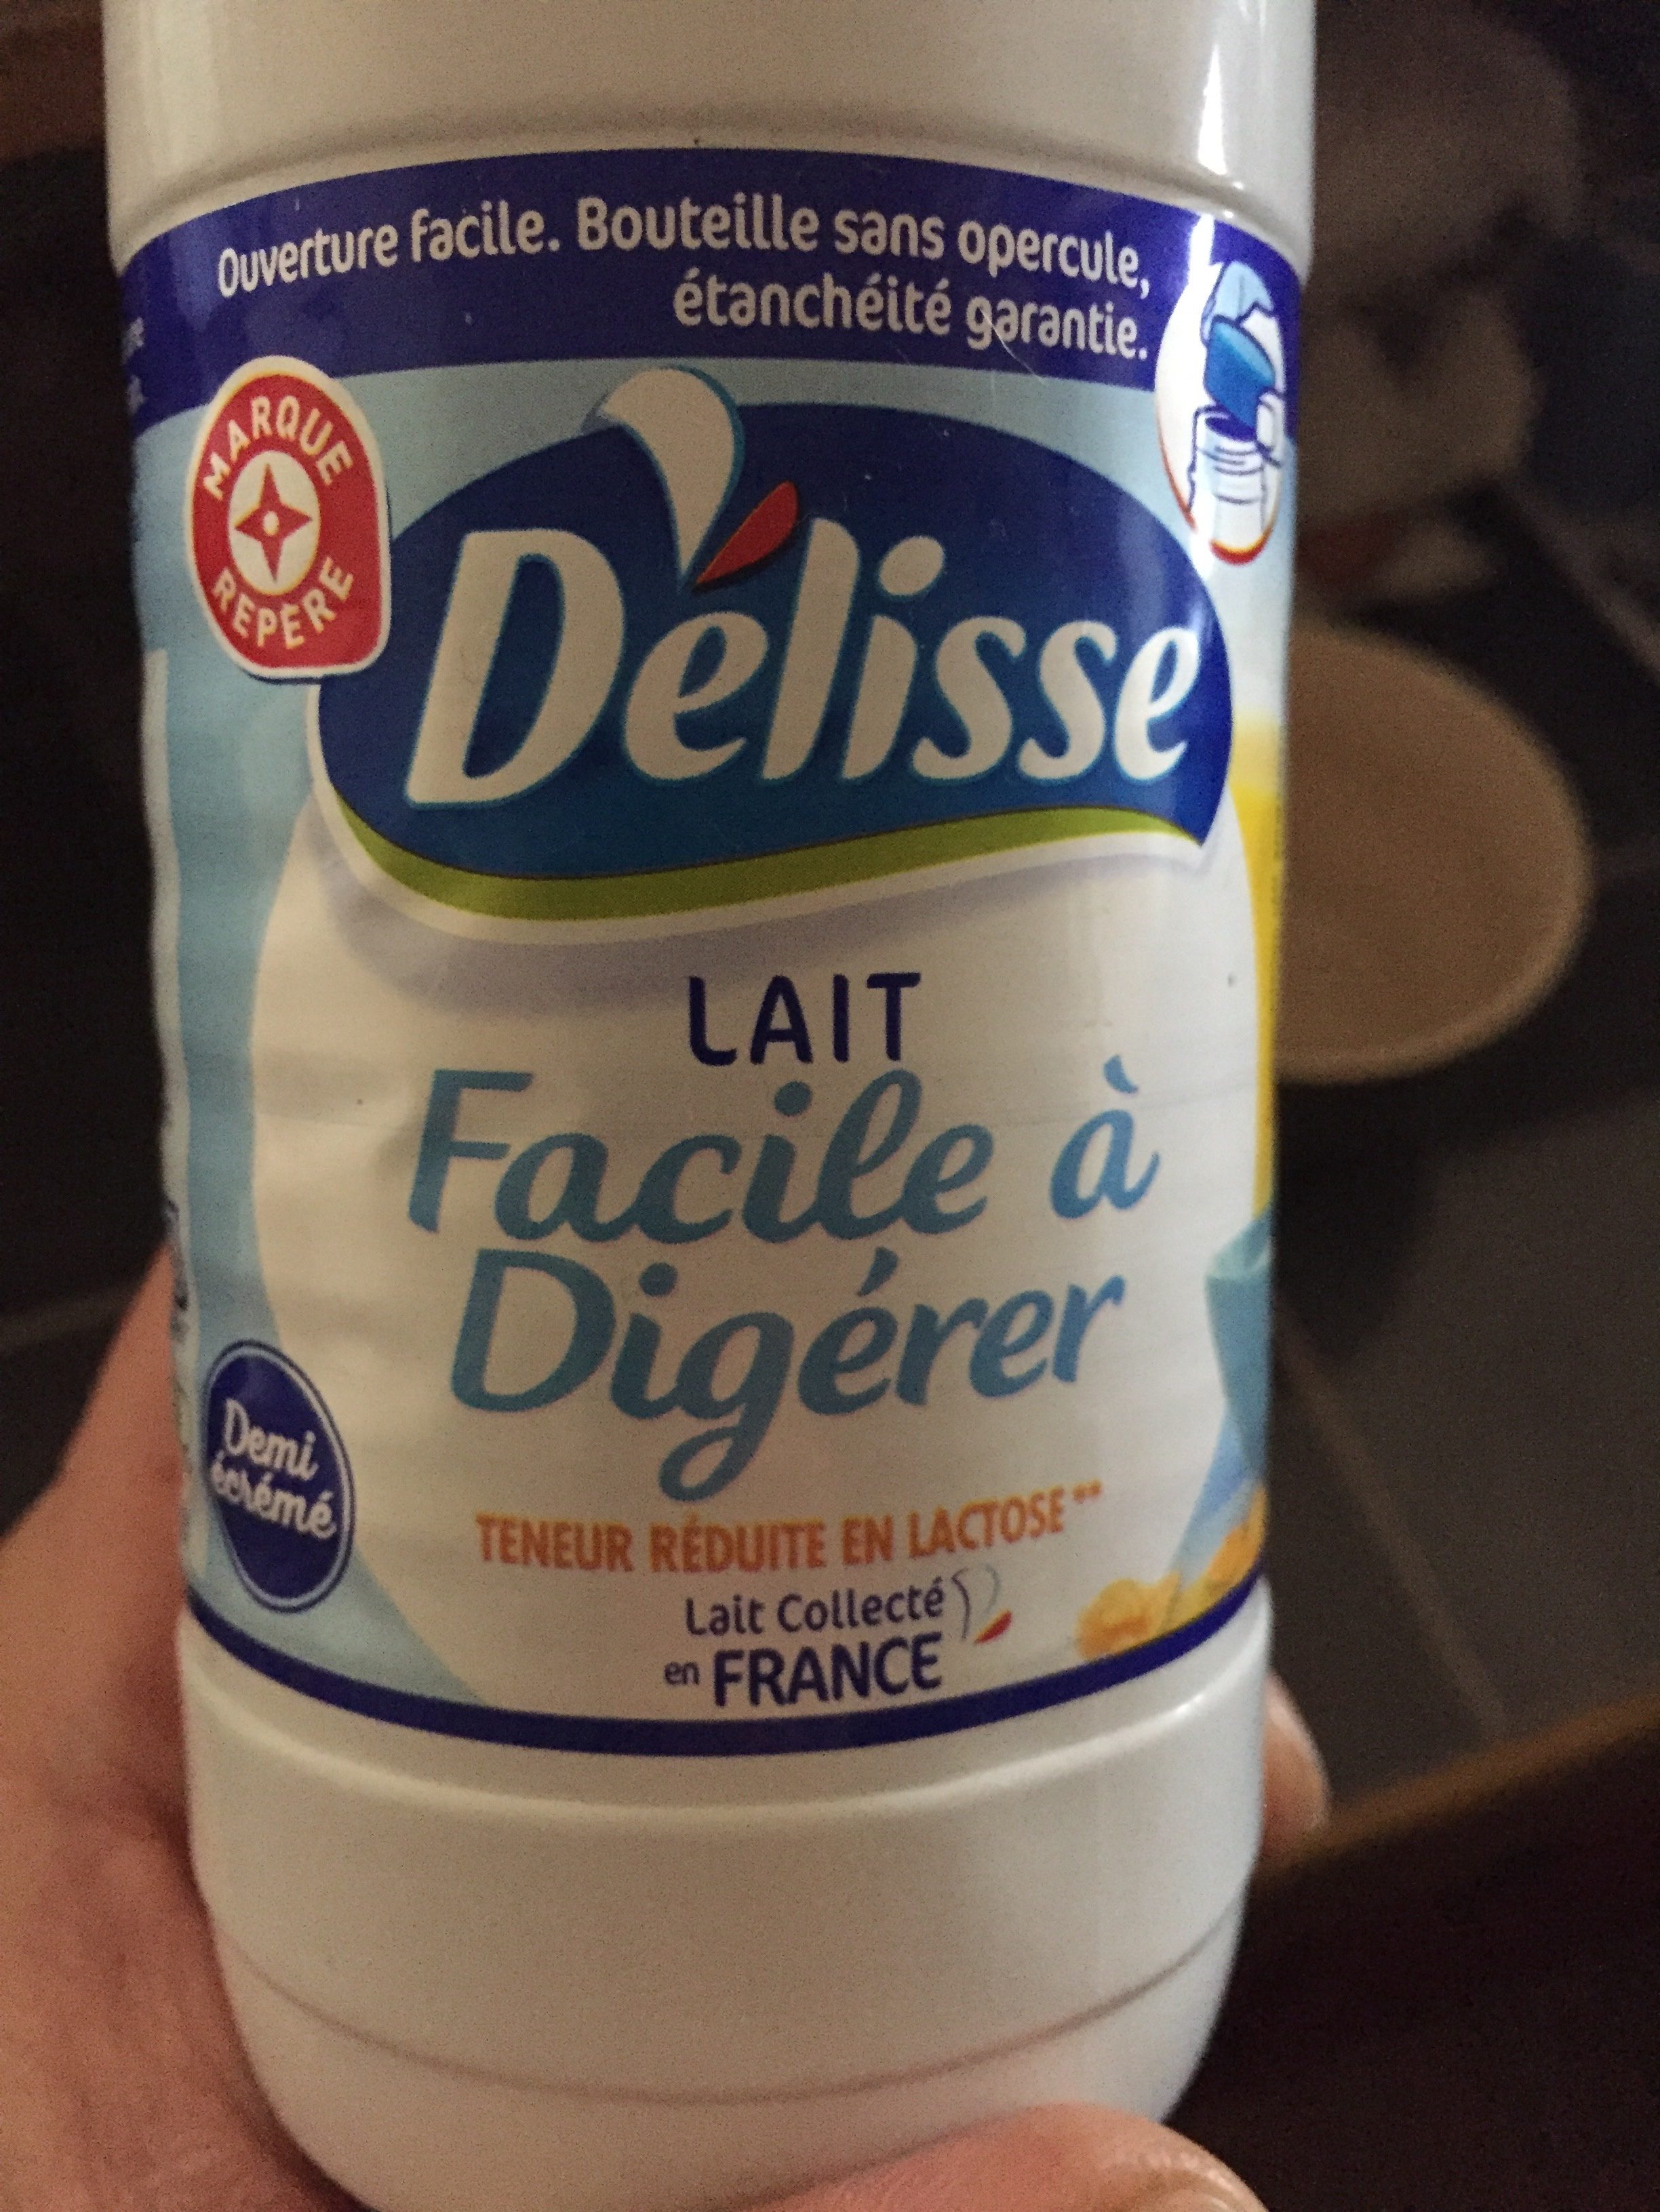 Ouverture facile. Bouteille sans opercule,
étanchéité garantie.
MARQUE
REPÈRE
Délisse
LAIT
Facile à
Digérer
Demi
écrémé
TENEUR RÉDUITE EN LACTOSE**
Lait Collecté
en FRANCE